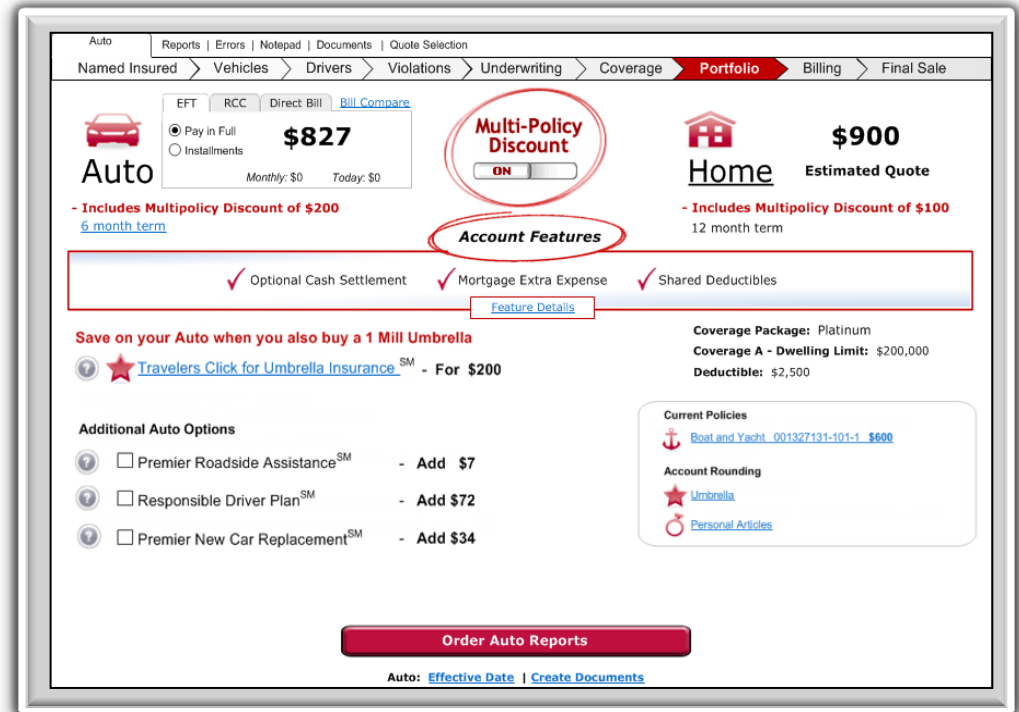 Auto
Reports | Errors | Notepad | Documents | Quote Selection
Named Insured Vehicles Drivers Violations Underwriting Coverage Portfolio Billing Final Sale
EFT RCC Direct Bill Bill Compare
Pay in Full
Installments
$827
Monthly: $0 Today: $0
Auto
- Includes Multipolicy Discount of $200
6 month term
Multi-Policy
Discount
ON
Home
$900
Estimated Quote
- Includes Multipolicy Discount of $100
12 month term
Account Features
Optional Cash Settlement Mortgage Extra Expense Shared Deductibles
Feature Details
Save on your Auto when you also buy a 1 Mill Umbrella
? Travelers Click for Umbrella Insurance SM - For $200
Coverage Package: Platinum
Coverage A - Dwelling Limit: $200,000
Deductible: $2,500
Additional Auto Options
? Premier Roadside Assistance SM - Add $7
? Responsible Driver Plan SM - Add $72
? Premier New Car Replacement SM - Add $34
Current Policies
Boat and Yacht 001327131-101-1 $600
Account Rounding
Umbrella
Personal Articles
Order Auto Reports
Auto: Effective Date | Create Documents